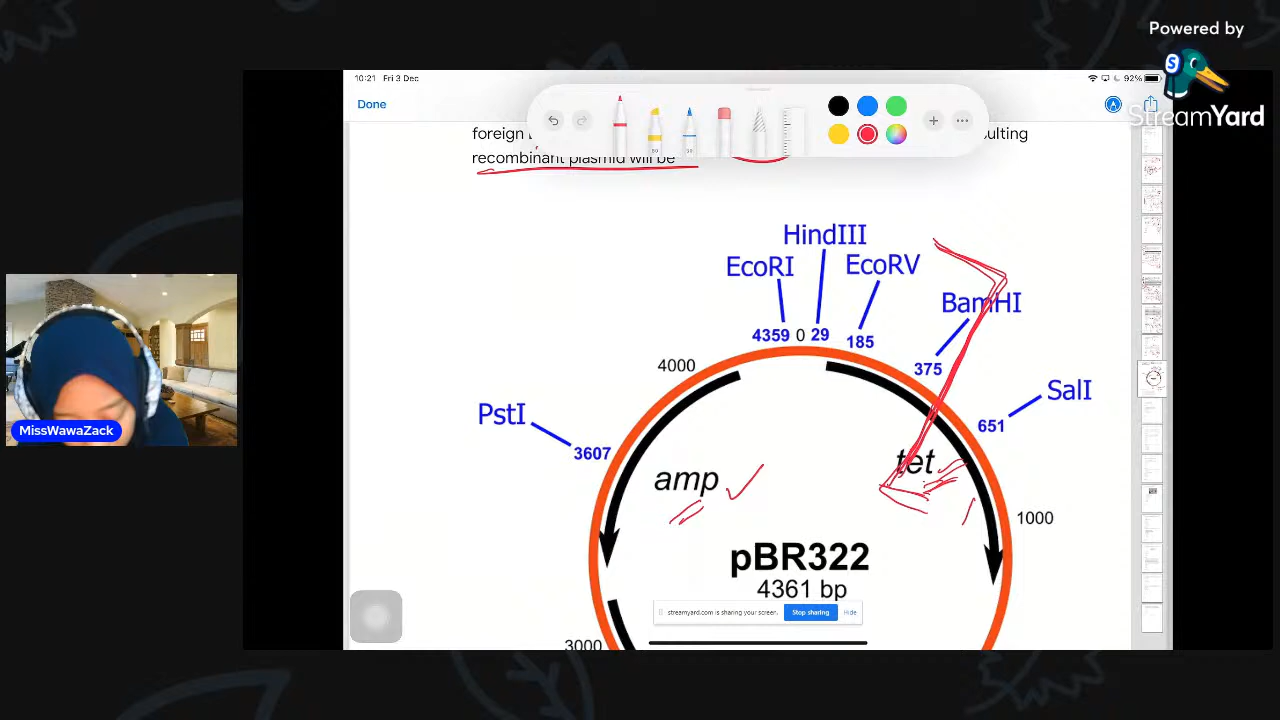 Powered by
StreamYard
10:21 Fri 3 Dec
92%
Done
foreign
ulting
recombinant plasmid will be
80
50
HindIII
EcoRI
EcoRV
BamHI
4359 0 29
185
4000
375
SalI
PstI
651
3607
tet
amp
1000
pBR322
4361 bp
streamyard.com is sharing your screen.
Stop sharing
Hide
3000
MissWawaZack